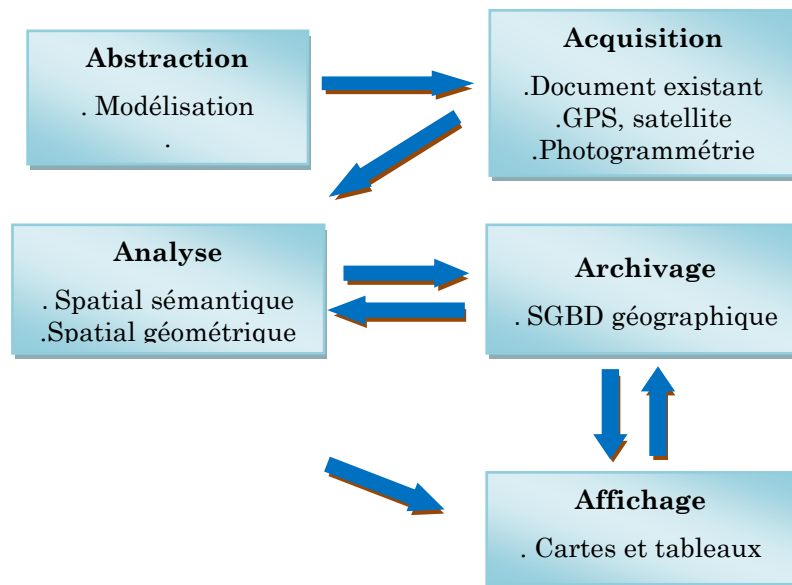 Abstraction
. Modélisation
.
Acquisition
.Document existant
.GPS, satellite
.Photogrammétrie
Analyse
. Spatial sémantique
.Spatial géométrique
Archivage
. SGBD géographique
Affichage
. Cartes et tableaux